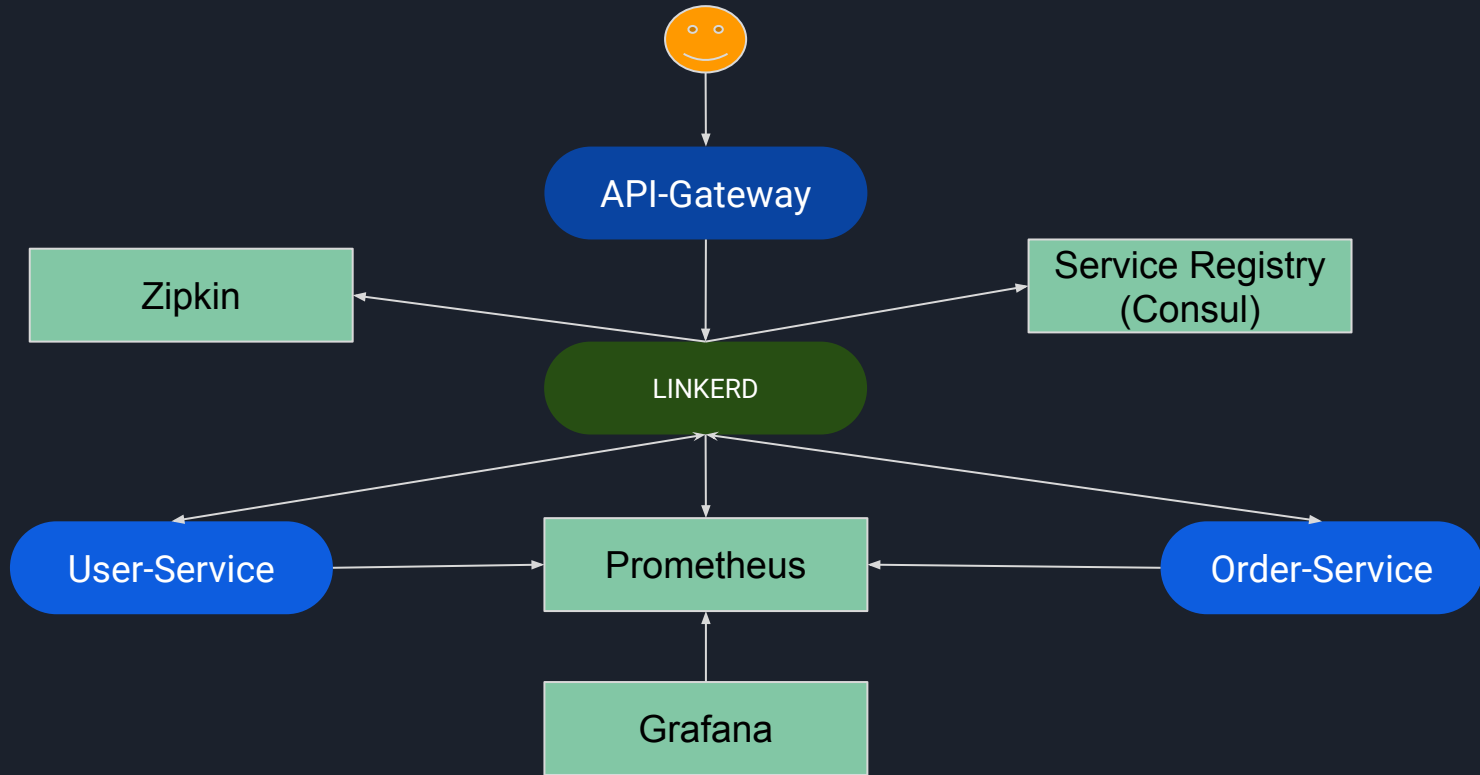 API-Gateway
Zipkin
Service Registry
(Consul)
LINKERD
User-Service
Prometheus
Order-Service
Grafana